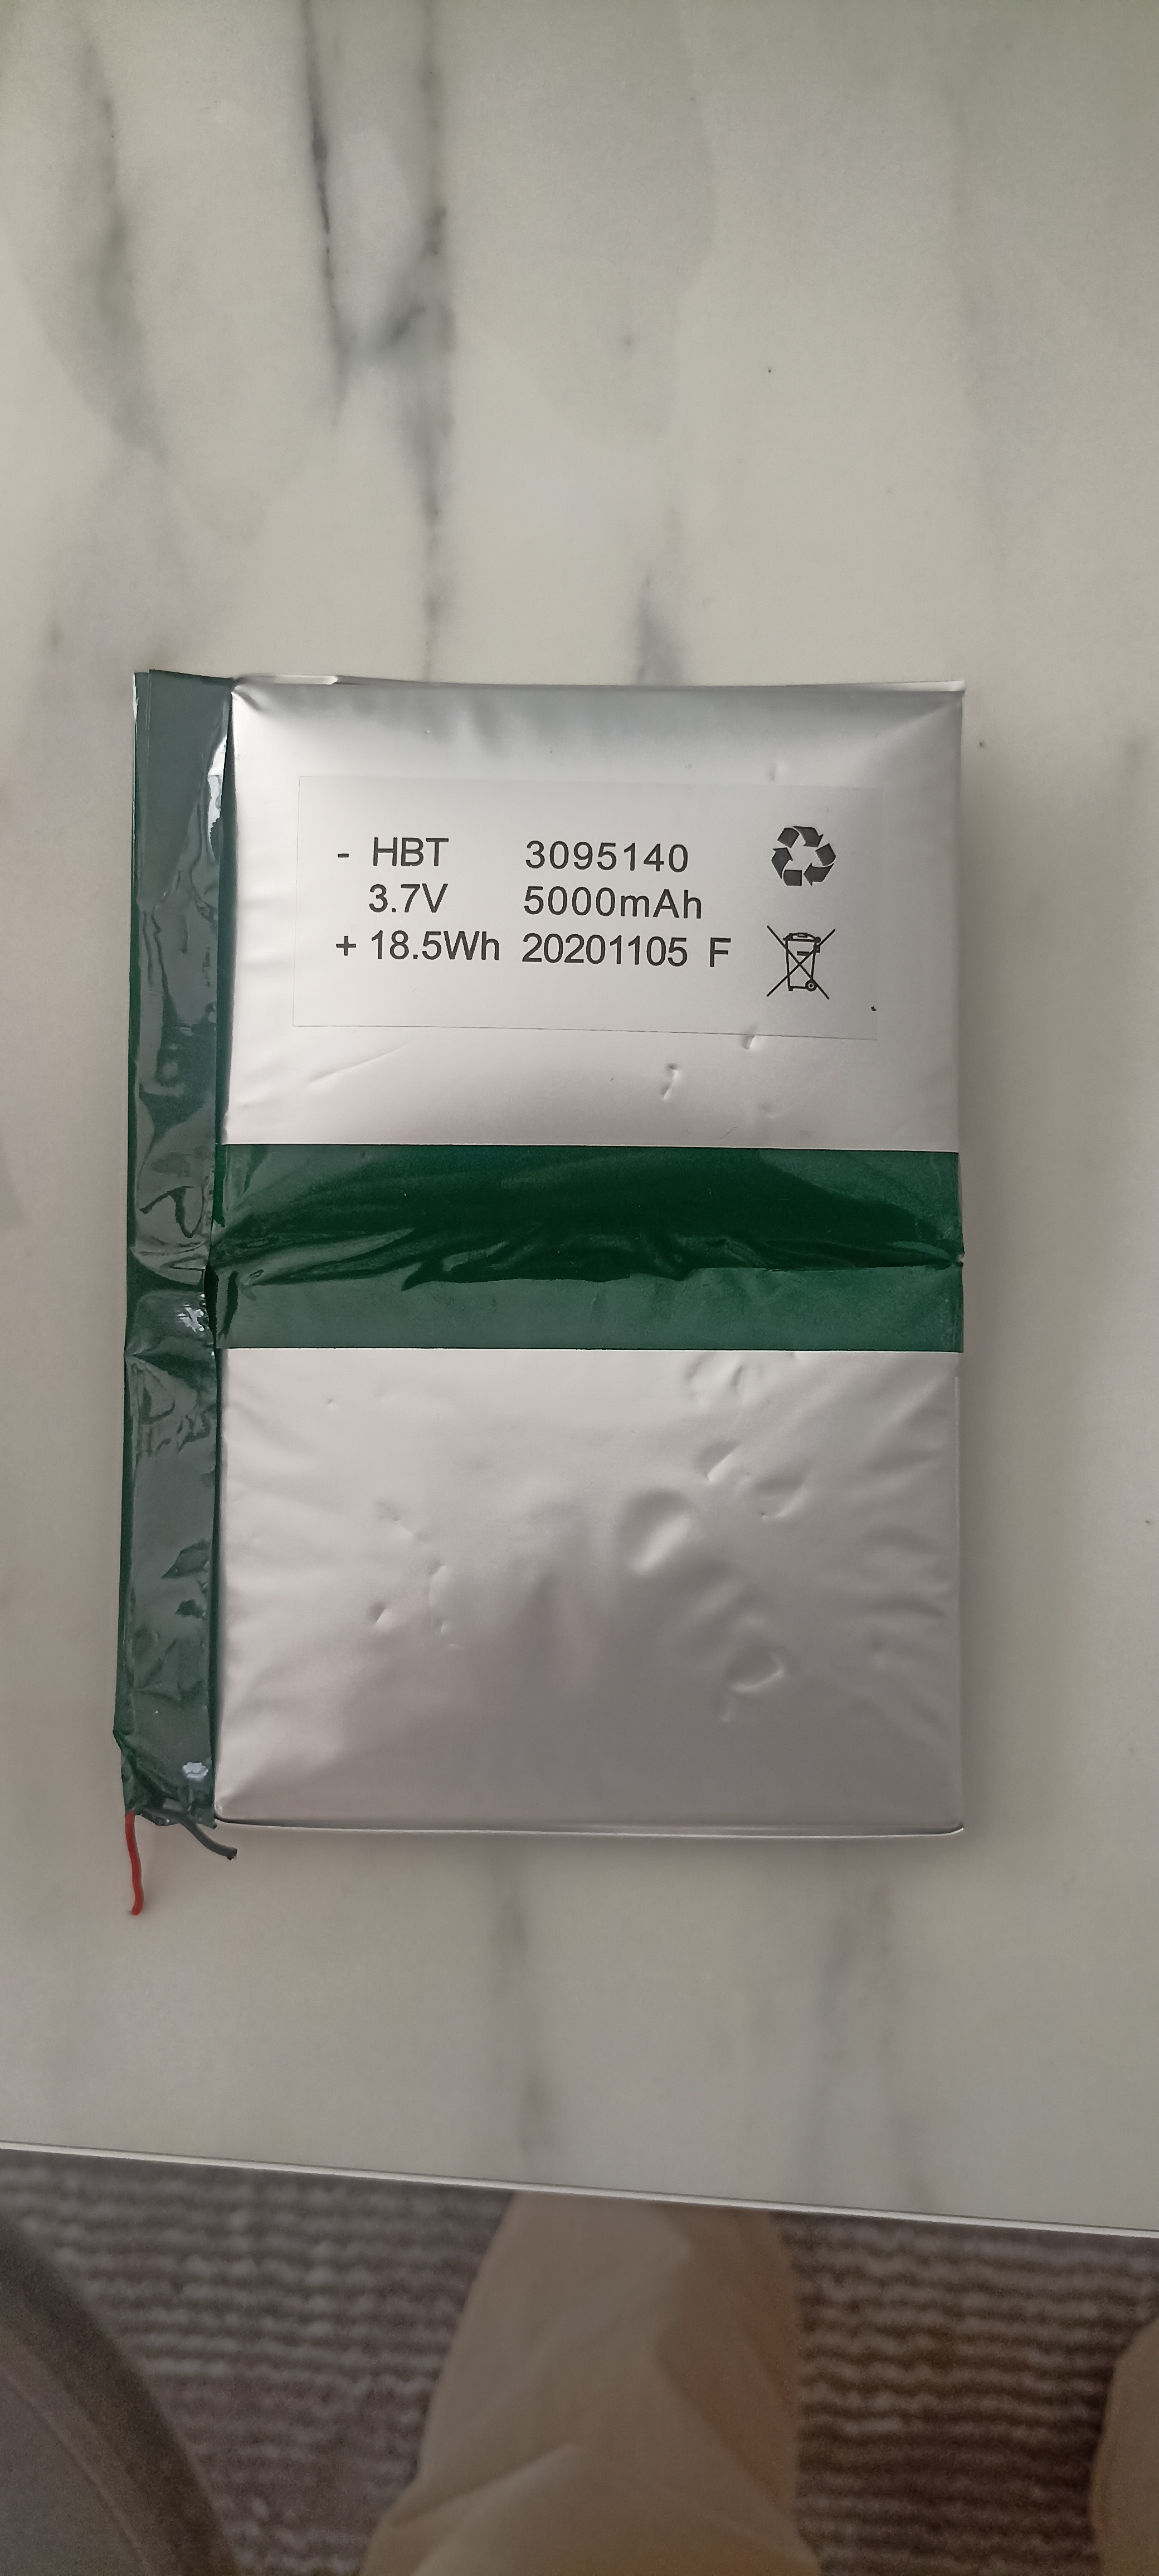 - HBT 3095140
3.7V 5000mAh
+ 18.5Wh 20201105 F